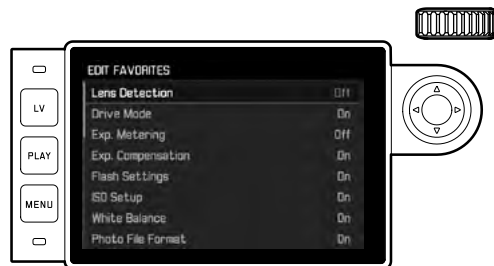 EDIT FAVORITES
Lens Detection Off
Drive Mode On
Exp. Metering Off
Exp. Compensation On
Flash Settings On
ISO Setup On
White Balance On
Photo File Format On
LV
PLAY
MENU